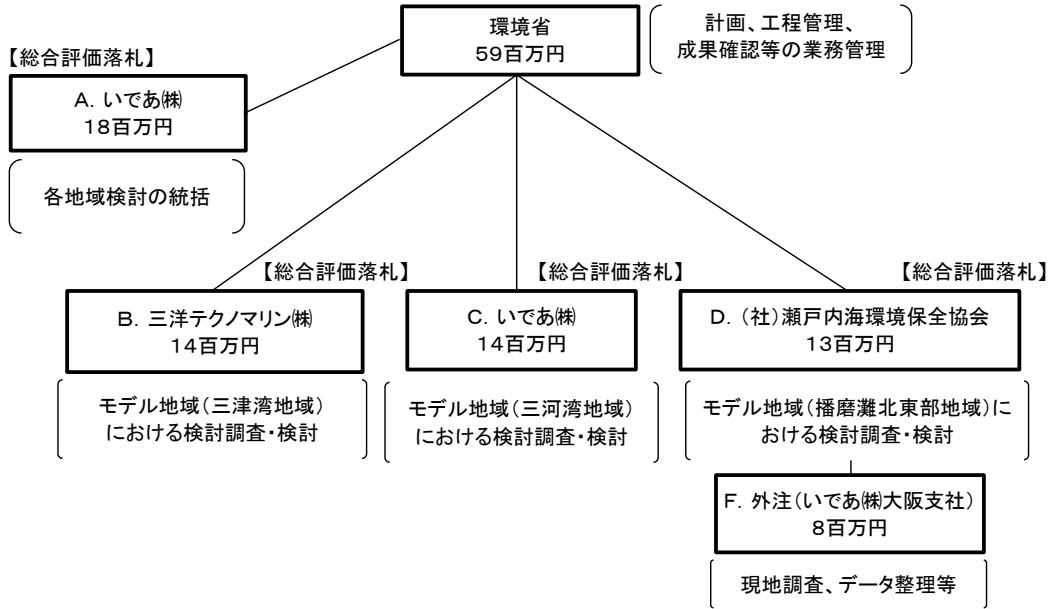 環境省
59百万円
計画、工程管理、
成果確認等の業務管理
【総合評価落札】
A. いであ㈱
18百万円
各地域検討の統括
【総合評価落札】
B. 三洋テクノマリン㈱
14百万円
モデル地域(三津湾地域)
における検討調査・検討
【総合評価落札】
C. いであ㈱
14百万円
モデル地域(三河湾地域)
における検討調査・検討
【総合評価落札】
D. (社)瀬戸内海環境保全協会
13百万円
モデル地域(播磨灘北東部地域)に
おける検討調査・検討
F. 外注(いであ㈱大阪支社)
8百万円
現地調査、データ整理等